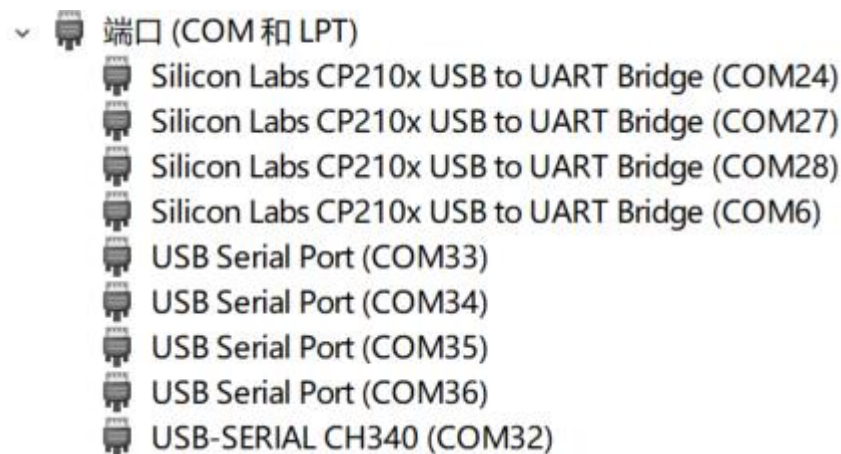 端口 (COM 和 LPT)
Silicon Labs CP210x USB to UART Bridge (COM24)
Silicon Labs CP210x USB to UART Bridge (COM27)
Silicon Labs CP210x USB to UART Bridge (COM28)
Silicon Labs CP210x USB to UART Bridge (COM6)
USB Serial Port (COM33)
USB Serial Port (COM34)
USB Serial Port (COM35)
USB Serial Port (COM36)
USB-SERIAL CH340 (COM32)